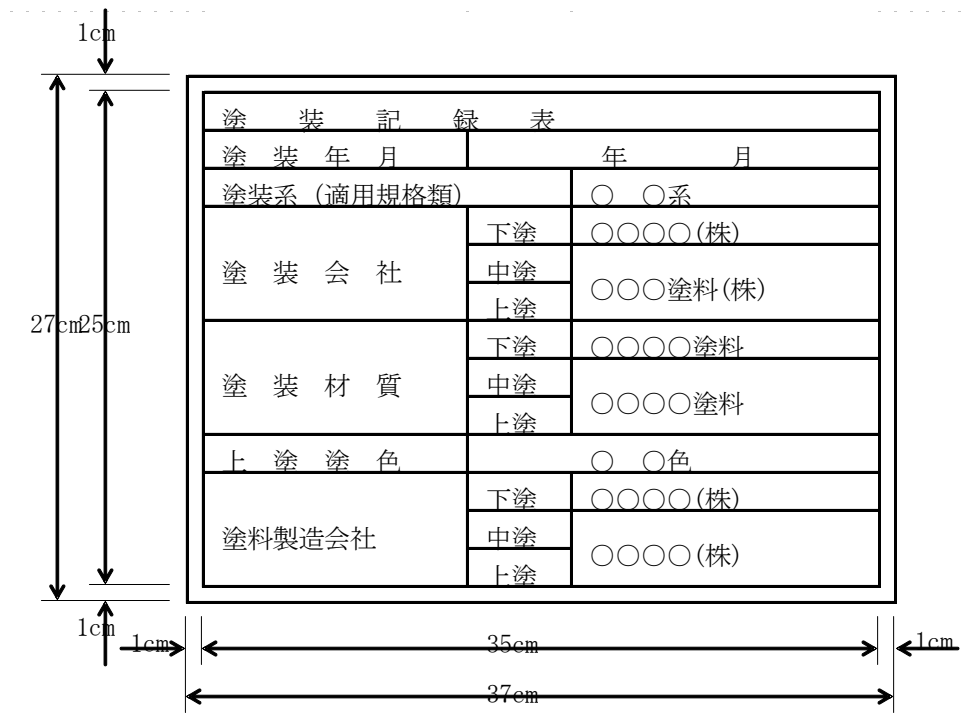 1cm
塗　装　記　録　表
塗　装　年　月　　年　　月
塗装系（適用規格類）　○　○系
下塗　○○○○(株)
塗　装　会　社　中塗　○○○塗料(株)
上塗
27cm 25cm
下塗　○○○○塗料
塗　装　材　質　中塗　○○○○塗料
上塗
上　塗　塗　色　○　○色
下塗　○○○○(株)
塗料製造会社　中塗　○○○○(株)
上塗
1cm
1cm　35cm　1cm
37cm